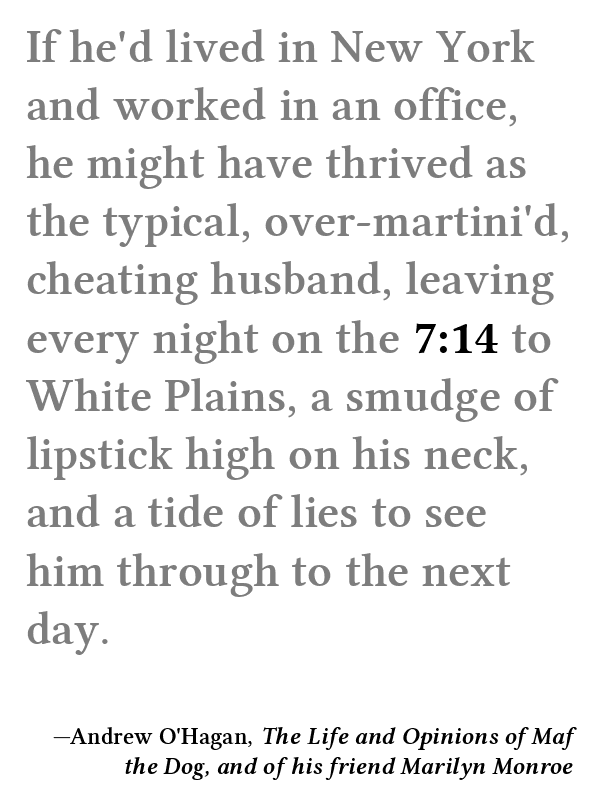 If he'd lived in New York
and worked in an office,
he might have thrived as
the typical, over-martini'd,
cheating husband, leaving
every night on the 7:14 to
White Plains, a smudge of
lipstick high on his neck,
and a tide of lies to see
him through to the next
day.
—Andrew O'Hagan, The Life and Opinions of Maf
the Dog, and of his friend Marilyn Monroe